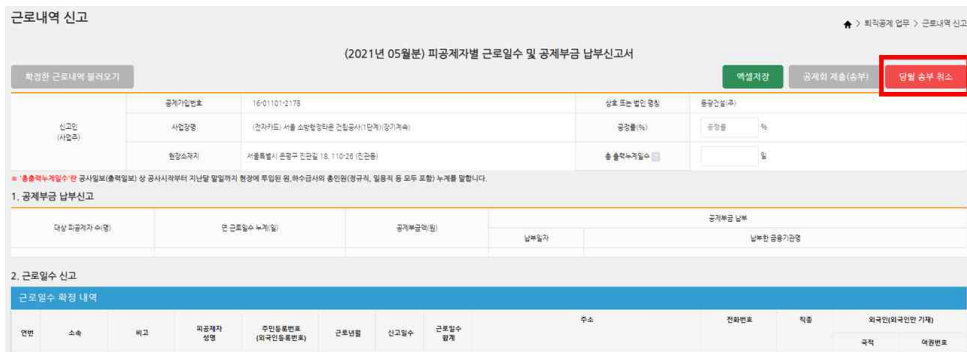 근로내역 신고
> 퇴직공제 업무 > 근로내역 신고
(2021년 05월분) 피공제자별 근로일수 및 공제부금 납부신고서
확정한 근로내역 불러오기
엑셀저장
공제회 제출(송부)
당월 송부 취소
신고인
(사업주)
공제가입번호
16-01101-2178
상호 또는 법인 명칭
동광건설(주)
사업장명
(전자카드) 서울 소방행정타운 건립공사(1단계)(장기계속)
공정률(%)
공정률
%
현장소재지
서울특별시 은평구 진관길 18, 110-26 (진관동)
총 출력누계일수
일
※ '총출력누계일수'란 공사일보(출력일보) 상 공사시작부터 지난달 말일까지 현장에 투입된 원,하수급사의 총인원(정규직, 일용직 등 모두 포함) 누계를 말합니다.
1. 공제부금 납부신고
대상 피공제자 수(명)
연 근로일수 누계(일)
공제부금액(원)
공제부금 납부
납부일자
납부한 금융기관명
2. 근로일수 신고
근로일수 확정 내역
연번
소속
비고
피공제자
성명
주민등록번호
(외국인등록번호)
근로년월
신고일수
근로일수
합계
주소
전화번호
직종
외국인(외국인만 기재)
국적
여권번호